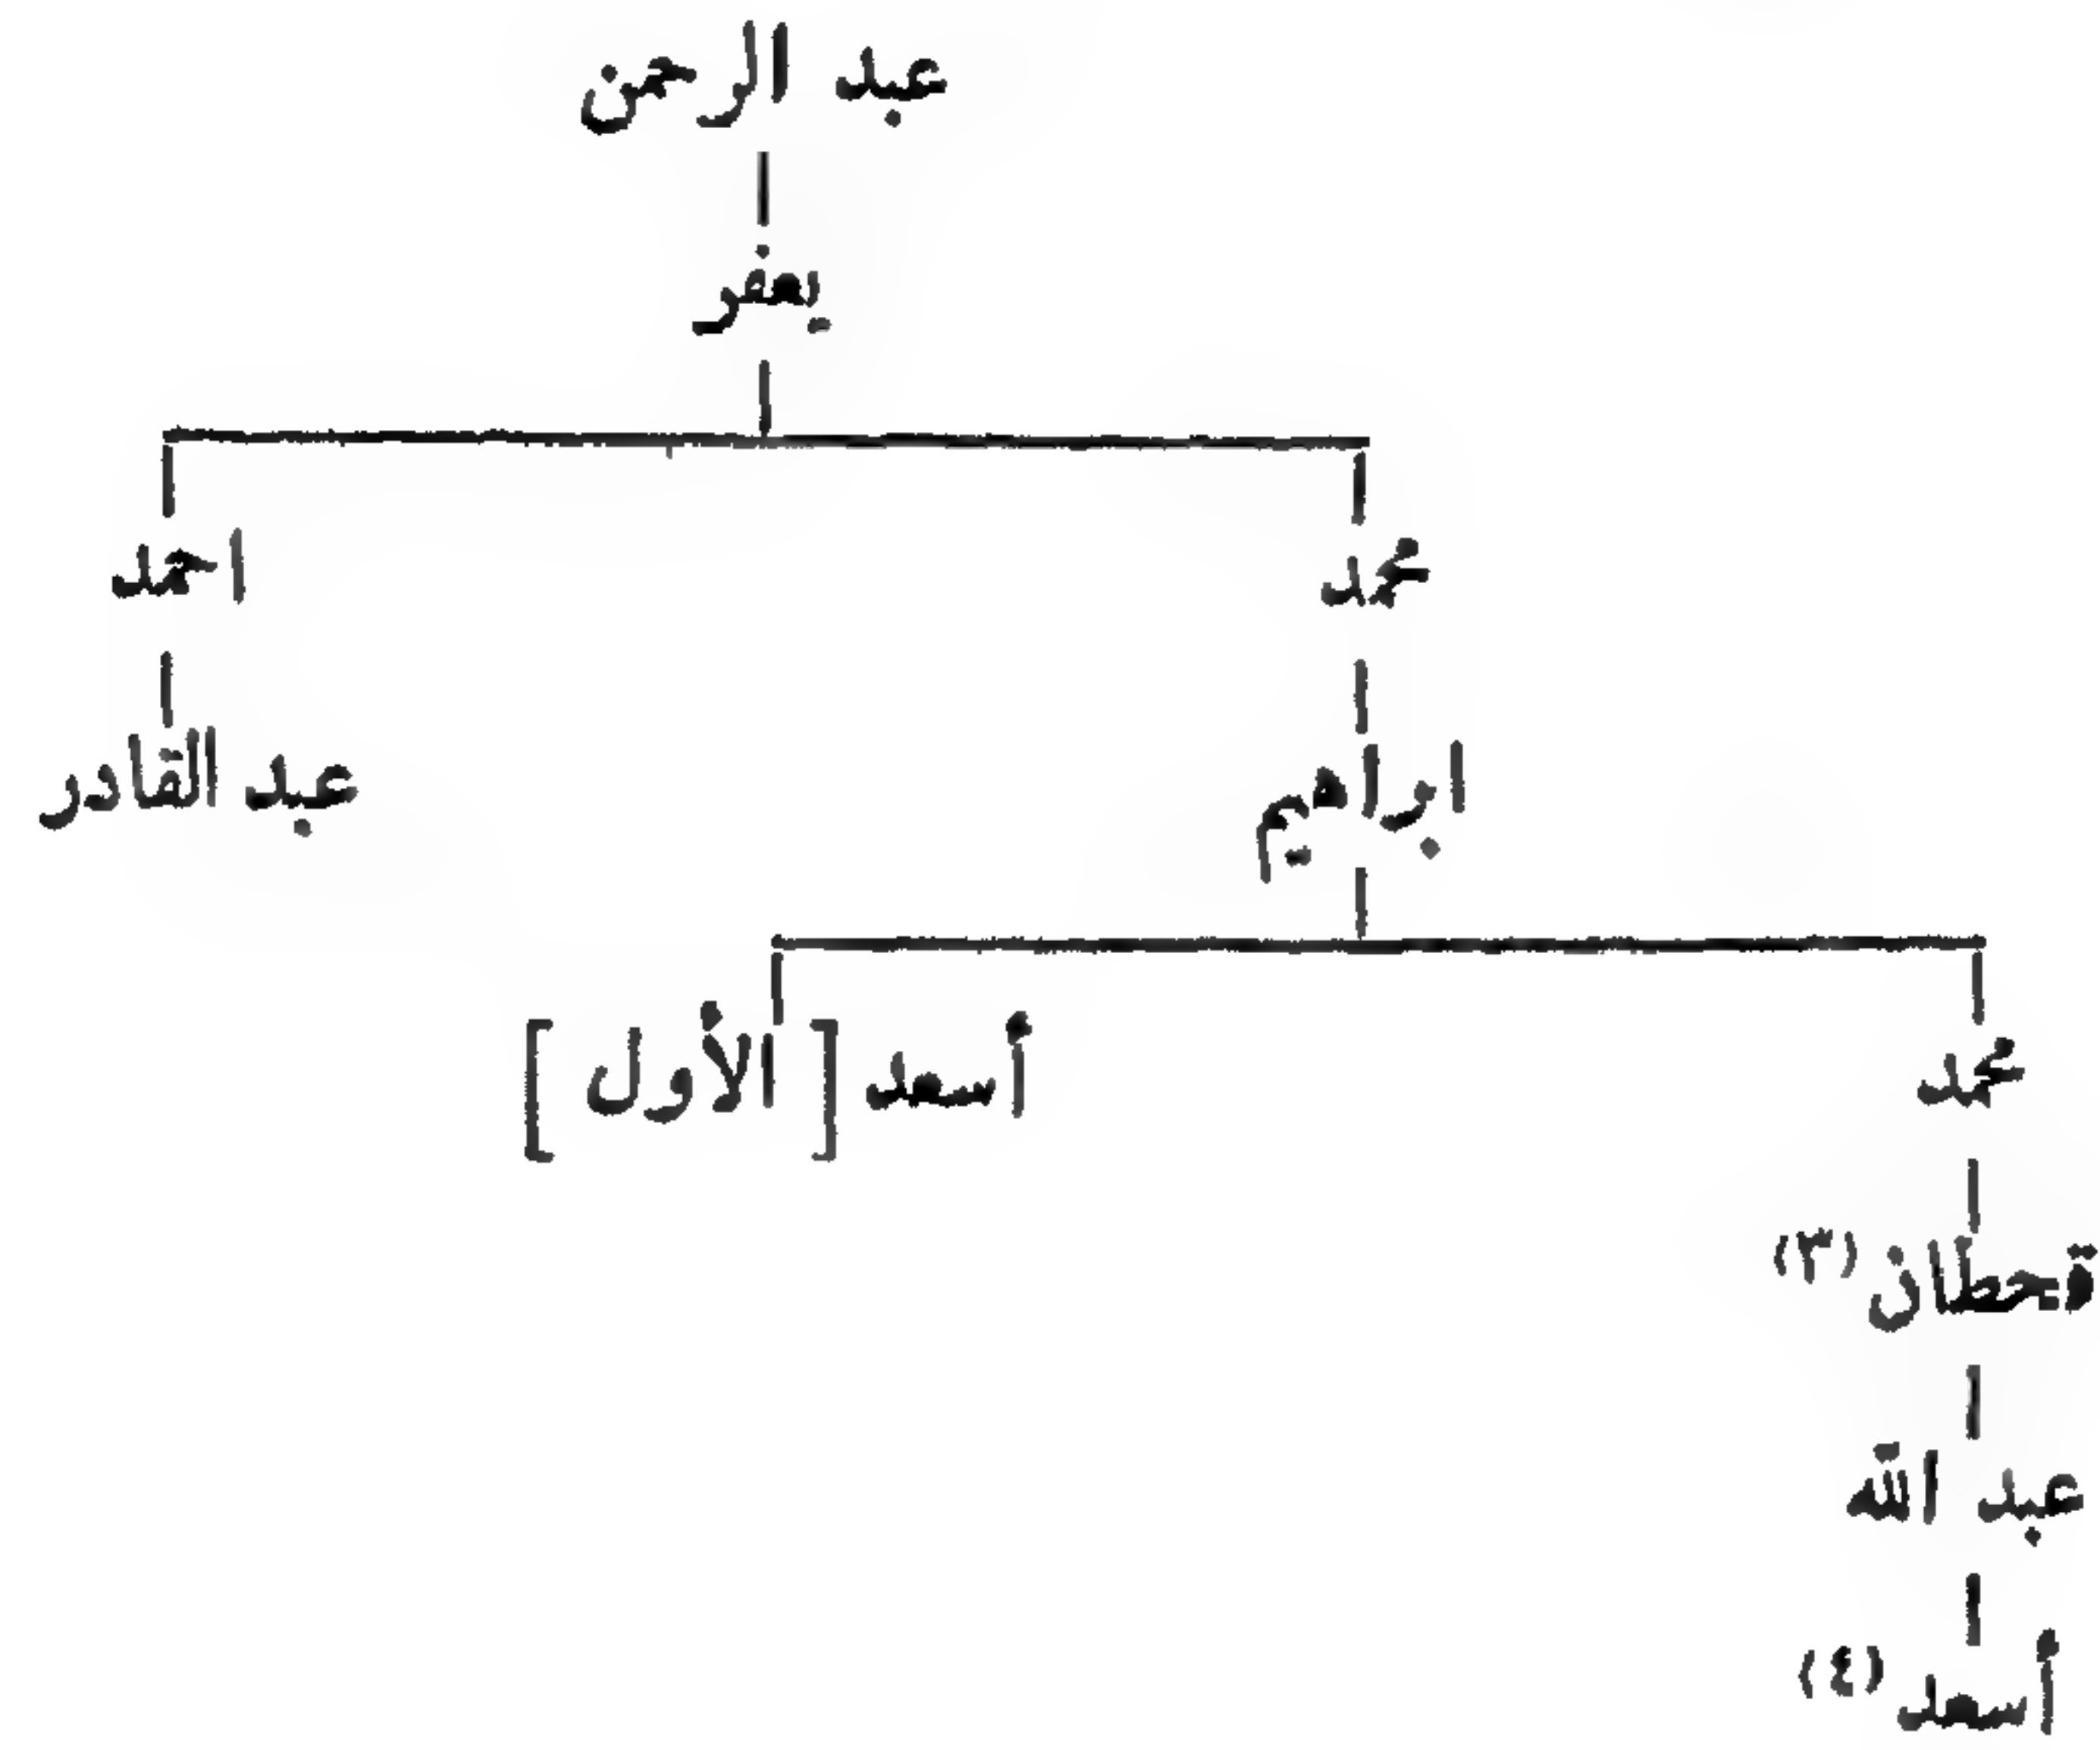 عبد الرحمن
يعفر
محمد احمد
ابراهيم عبد القادر
محمد أسعد [ الأول ]
قحطان (٣)
عبد الله
أسعد (٤)